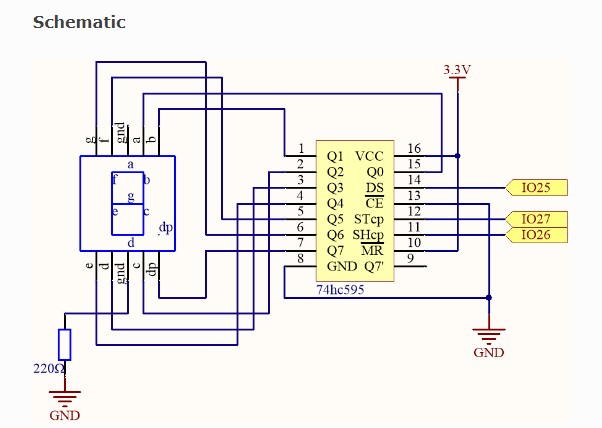 Schematic
3.3V
g f gnd a b
a
f b
g
e c
d
dp
e d gnd c dp
1 Q1 VCC 16
2 Q2 Q0 15
3 Q3 DS 14 IO25
4 Q4 CE 13
5 Q5 STcp 12 IO27
6 Q6 SHcp 11 IO26
7 Q7 MR 10
8 GND Q7' 9
74hc595
220Ω
GND
GND